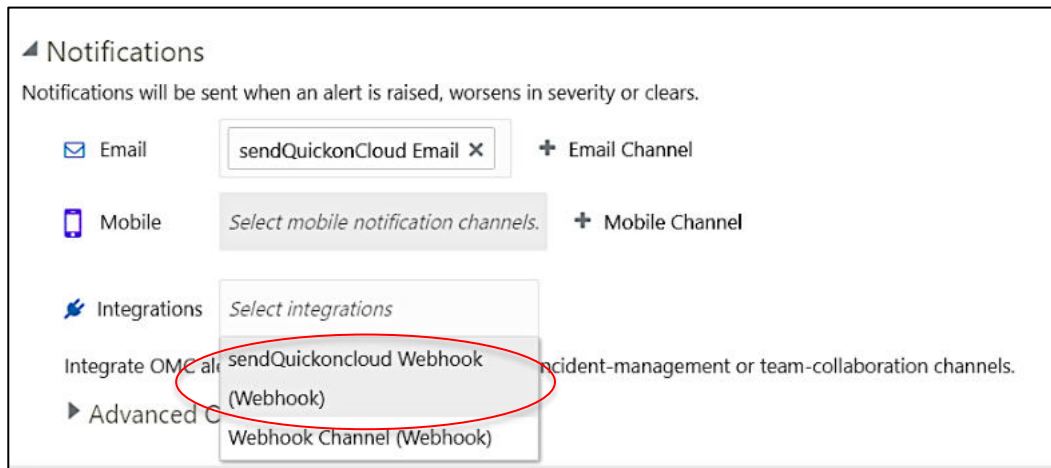 Notifications
Notifications will be sent when an alert is raised, worsens in severity or clears.
Email sendQuickonCloud Email × + Email Channel
Mobile Select mobile notification channels. + Mobile Channel
Integrations Select integrations
sendQuickoncloud Webhook
Integrate OMC ncident-management or team-collaboration channels.
(Webhook)
Advanced
Webhook Channel (Webhook)